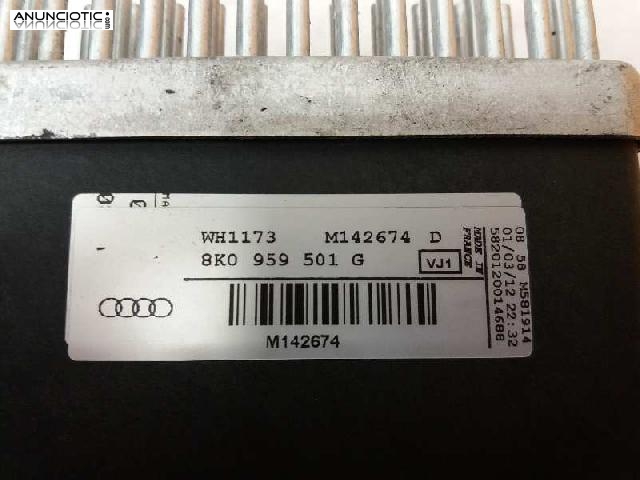 ANUNCIOTIC
.com
WH1173 M142674 D
8K0 959 501 G
VJ1
MADE IN
FRANCE
M142674
08 58 M581914
01/03/12 22:32
5820120014688